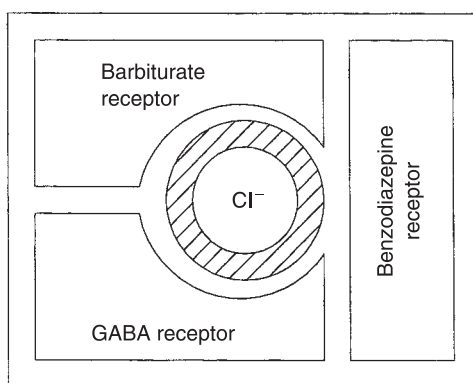 Barbiturate
receptor
Cl⁻
Benzodiazepine
receptor
GABA receptor